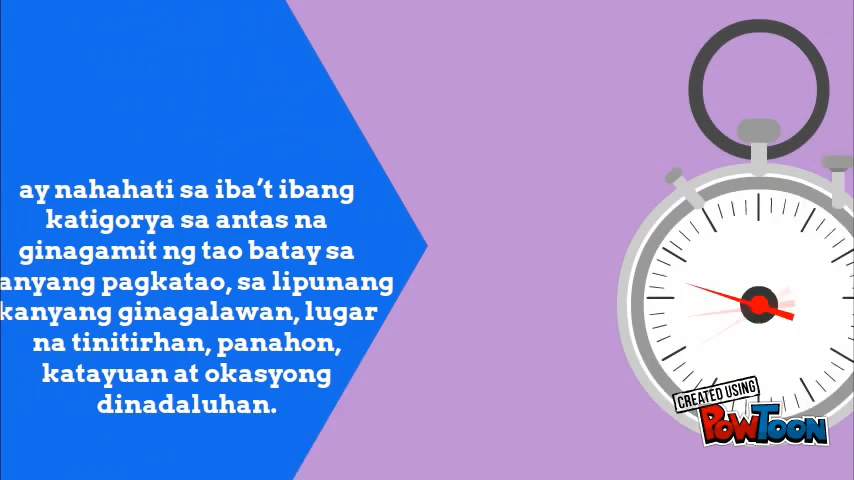 ay nahahati sa iba’t ibang
katigorya sa antas na
ginagamit ng tao batay sa
anyang pagkatao, sa lipunang
kanyang ginagalawan, lugar
na tinitirhan, panahon,
katayuan at okasyong
dinadaluhan.
CREATED USING
POWTOON